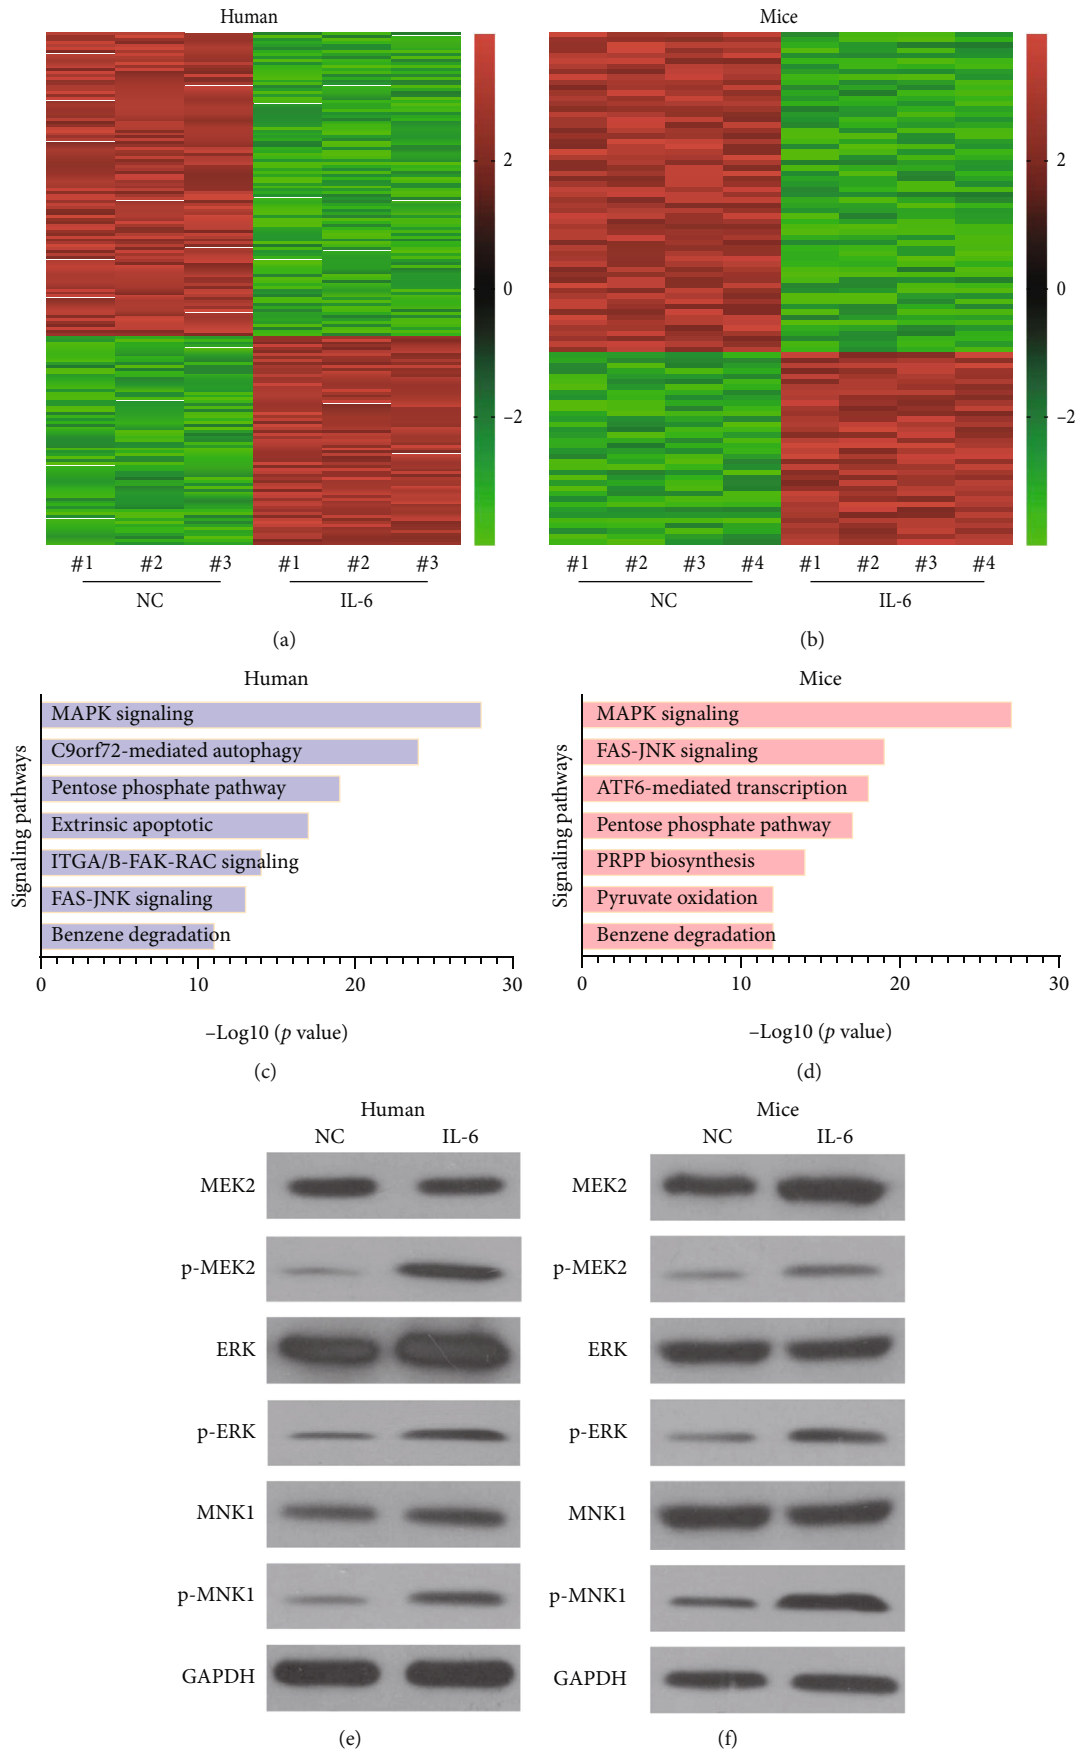 Human
Mice
2
0
–2
2
0
–2
#1 #2 #3 #1 #2 #3
NC IL-6
#1 #2 #3 #4 #1 #2 #3 #4
NC IL-6
(a)
(b)
Human
Signaling pathways
MAPK signaling
C9orf72-mediated autophagy
Pentose phosphate pathway
Extrinsic apoptotic
ITGA/B-FAK-RAC signaling
FAS-JNK signaling
Benzene degradation
0 10 20 30
–Log10 (p value)
(c)
Mice
Signaling pathways
MAPK signaling
FAS-JNK signaling
ATF6-mediated transcription
Pentose phosphate pathway
PRPP biosynthesis
Pyruvate oxidation
Benzene degradation
0 10 20 30
–Log10 (p value)
(d)
Human
NC IL-6
MEK2
p-MEK2
ERK
p-ERK
MNK1
p-MNK1
GAPDH
(e)
Mice
NC IL-6
MEK2
p-MEK2
ERK
p-ERK
MNK1
p-MNK1
GAPDH
(f)